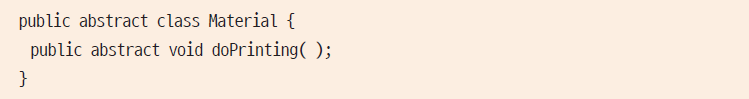 public abstract class Material {
 public abstract void doPrinting( );
}